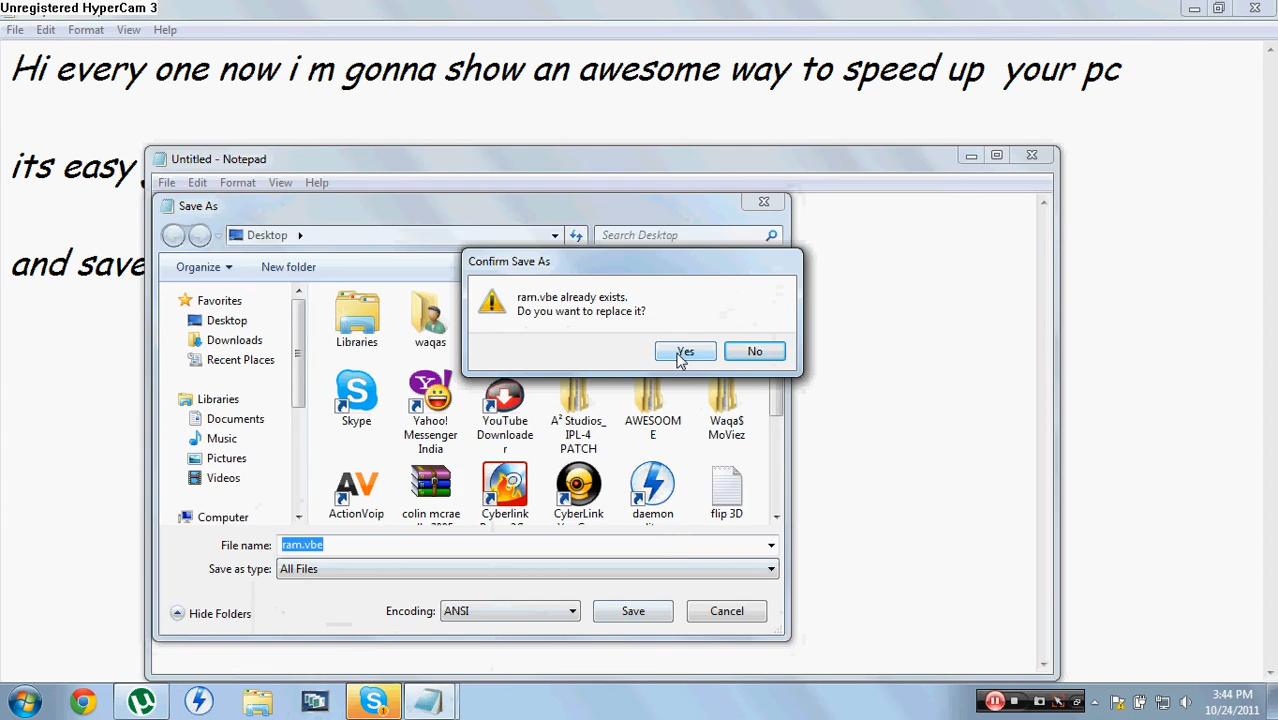 Unregistered HyperCam 3
File Edit Format View Help
Hi every one now i m gonna show an awesome way to speed up your pc
its easy
and save
Untitled - Notepad
File Edit Format View Help
Save As
Desktop
Search Desktop
Organize New folder
Favorites
Desktop
Downloads
Recent Places
Libraries
Documents
Music
Pictures
Videos
Computer
Libraries
waqas
Confirm Save As
ram.vbe already exists.
Do you want to replace it?
Yes No
Skype
Yahoo!
Messenger
India
YouTube
Downloade
r
A² Studios_
IPL-4
PATCH
AWESOOM
E
Waqa$
MoViez
AV
ActionVoip
colin mcrae
Cyberlink
CyberLink
daemon
flip 3D
File name: ram.vbe
Save as type: All Files
Hide Folders
Encoding: ANSI
Save Cancel
3:44 PM
10/24/2011